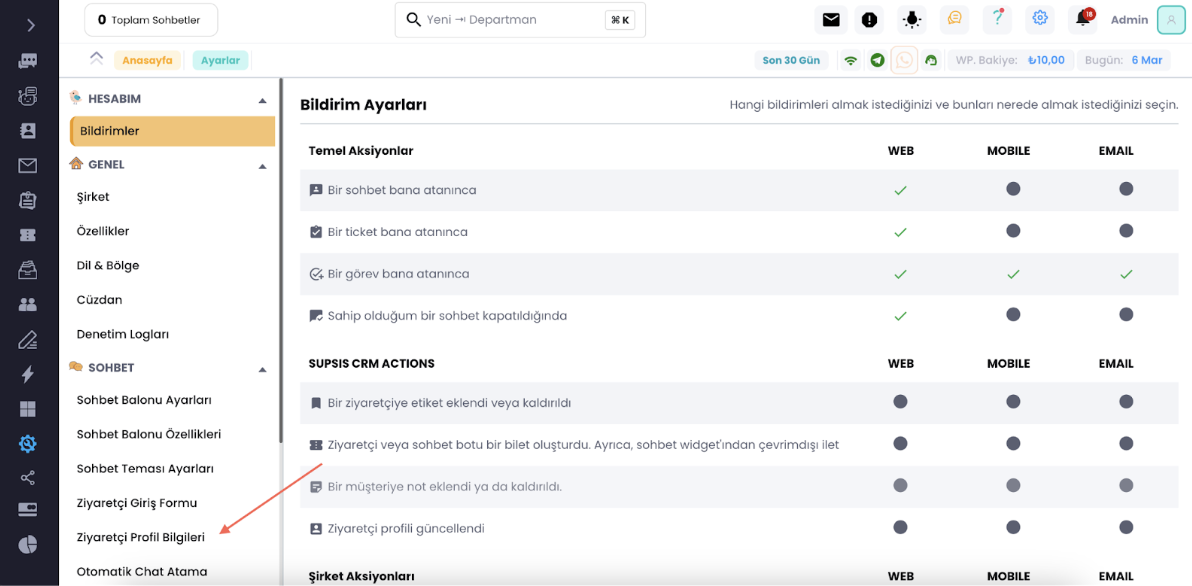 0 Toplam Sohbetler
Yeni ⇥ Departman
⌘ K
18
Admin
Anasayfa
Ayarlar
Son 30 Gün
WP. Bakiye: ₺10,00
Bugün: 6 Mar
HESABIM
Bildirimler
GENEL
Şirket
Özellikler
Dil & Bölge
Cüzdan
Denetim Logları
SOHBET
Sohbet Balonu Ayarları
Sohbet Balonu Özellikleri
Sohbet Teması Ayarları
Ziyaretçi Giriş Formu
Ziyaretçi Profil Bilgileri
Otomatik Chat Atama
Bildirim Ayarları
Hangi bildirimleri almak istediğinizi ve bunları nerede almak istediğinizi seçin.
Temel Aksiyonlar WEB MOBILE EMAIL
Bir sohbet bana atanınca
Bir ticket bana atanınca
Bir görev bana atanınca
Sahip olduğum bir sohbet kapatıldığında
SUPSIS CRM ACTIONS WEB MOBILE EMAIL
Bir ziyaretçiye etiket eklendi veya kaldırıldı
Ziyaretçi veya sohbet botu bir bilet oluşturdu. Ayrıca, sohbet widget'ından çevrimdışı ilet
Bir müşteriye not eklendi ya da kaldırıldı.
Ziyaretçi profili güncellendi
Şirket Aksiyonları WEB MOBILE EMAIL